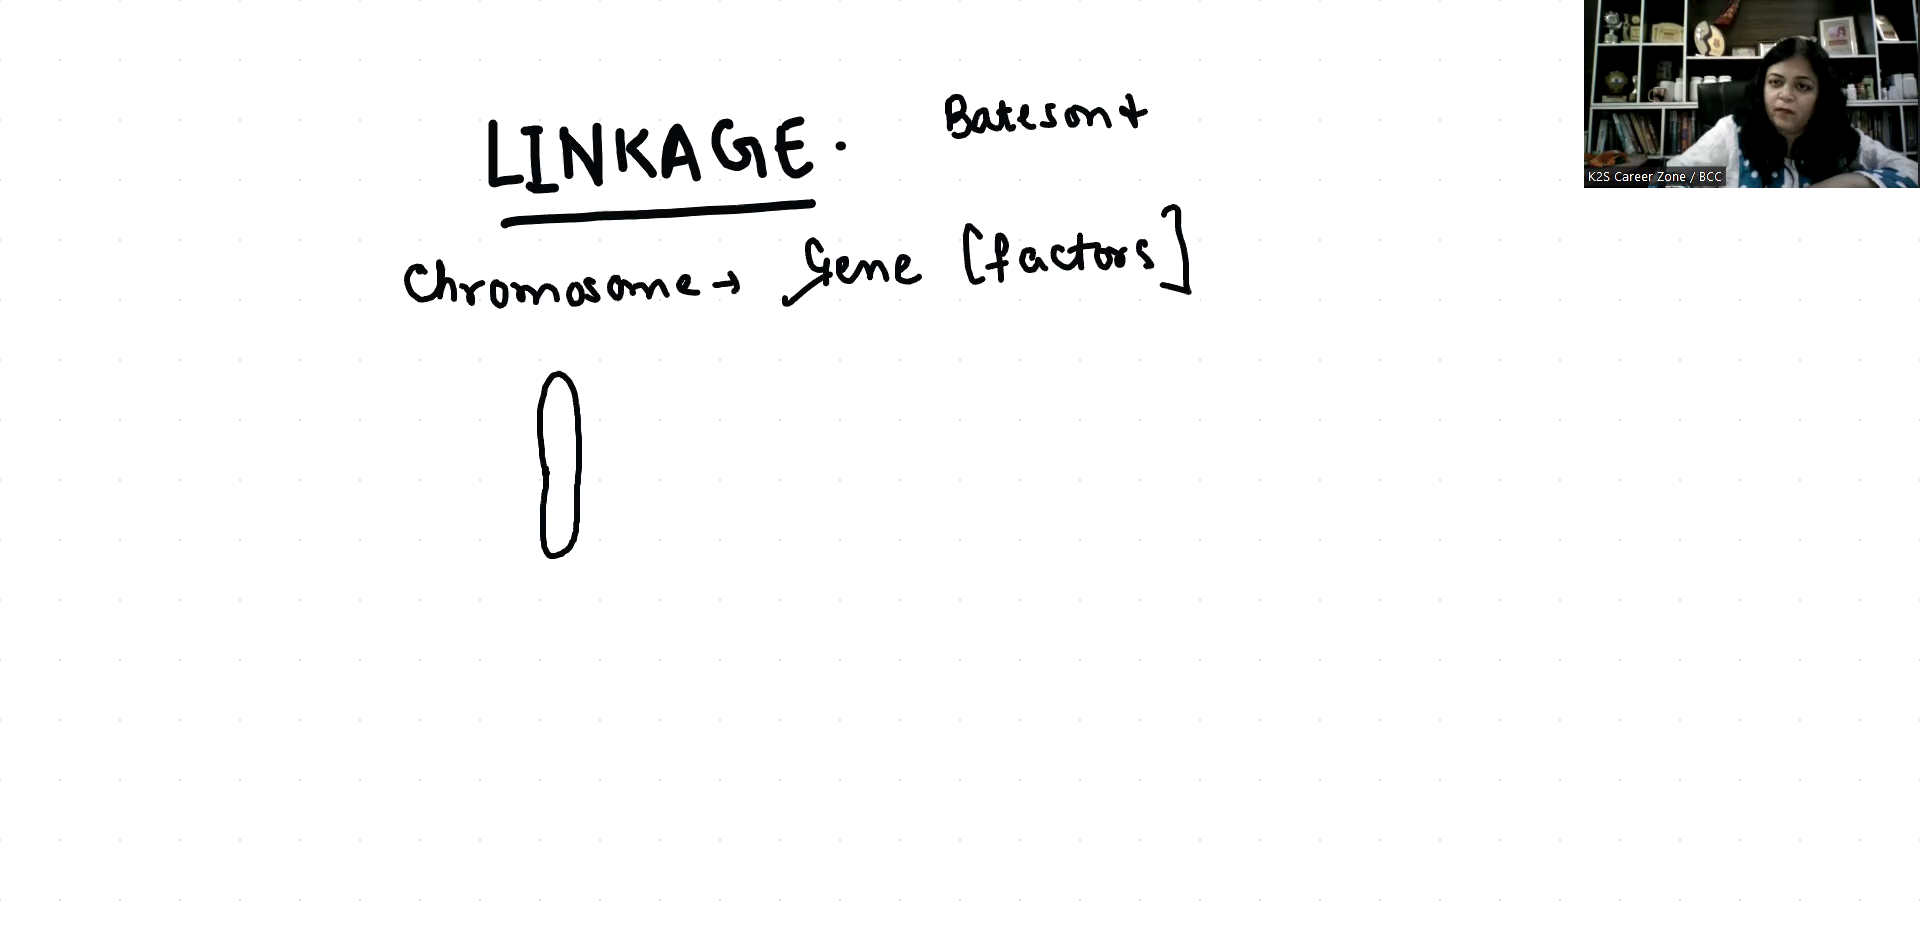 Bateson +
LINKAGE.
Chromosome → Gene [factors]
K2S Career Zone / BCC